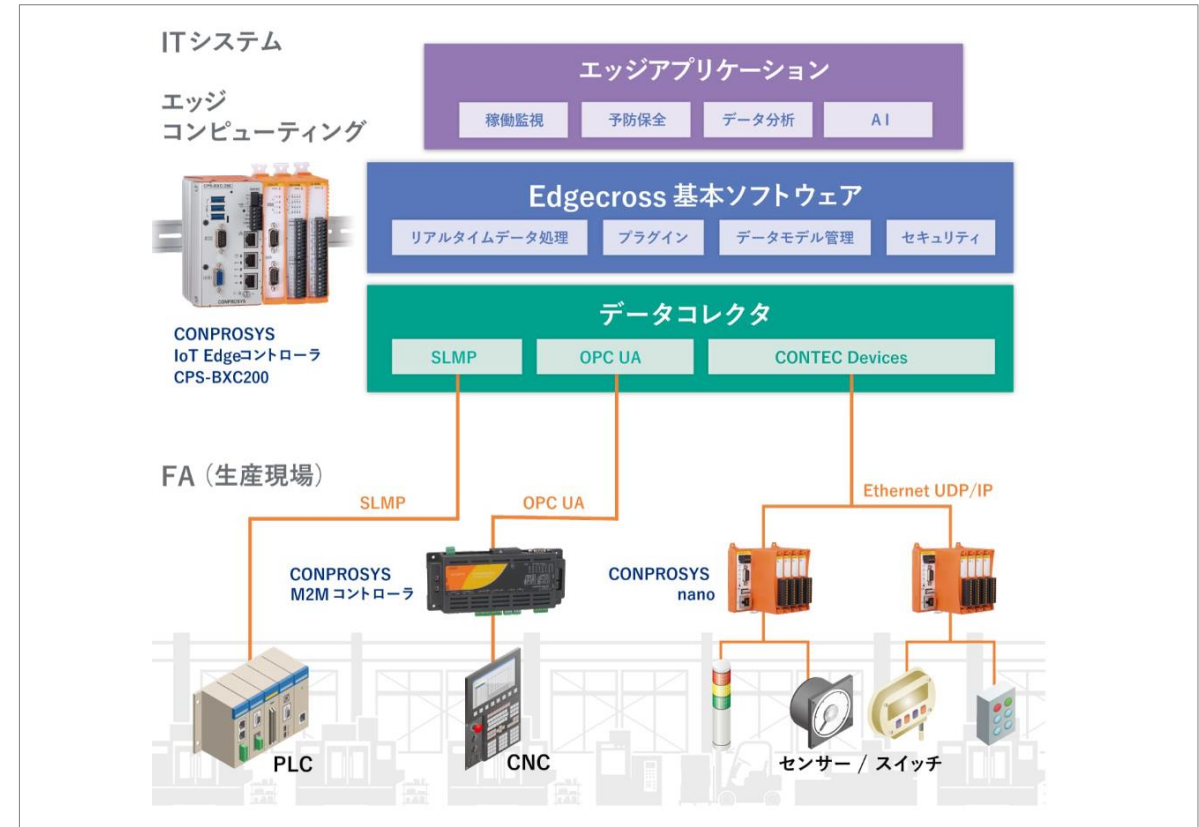 ITシステム
エッジアプリケーション
エッジ
コンピューティング
稼働監視
予防保全
データ分析
AI
CPS-BXC200
Edgecross 基本ソフトウェア
リアルタイムデータ処理
プラグイン
データモデル管理
セキュリティ
CONPROSYS
データコレクタ
CONPROSYS
IoT Edgeコントローラ
CPS-BXC200
SLMP
OPC UA
CONTEC Devices
FA（生産現場）
SLMP
OPC UA
Ethernet UDP/IP
CONPROSYS
M2M コントローラ
CONPROSYS
nano
PLC
CNC
センサー / スイッチ